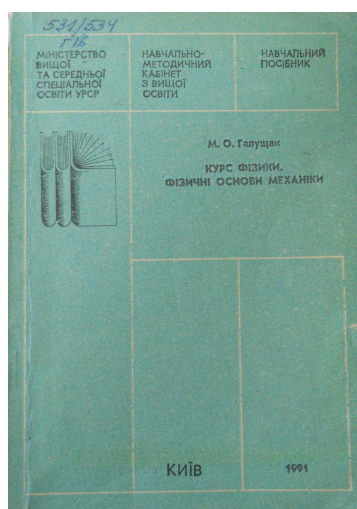 531/534
Г16
МІНІСТЕРСТВО
ВИЩОЇ
ТА СЕРЕДНЬОЇ
СПЕЦІАЛЬНОЇ
ОСВІТИ УРСР
НАВЧАЛЬНО-
МЕТОДИЧНИЙ
КАБІНЕТ
З ВИЩОЇ
ОСВІТИ
НАВЧАЛЬНИЙ
ПОСІБНИК
М. О. Галущак
КУРС ФІЗИКИ.
ФІЗИЧНІ ОСНОВИ МЕХАНІКИ
КИЇВ
1991